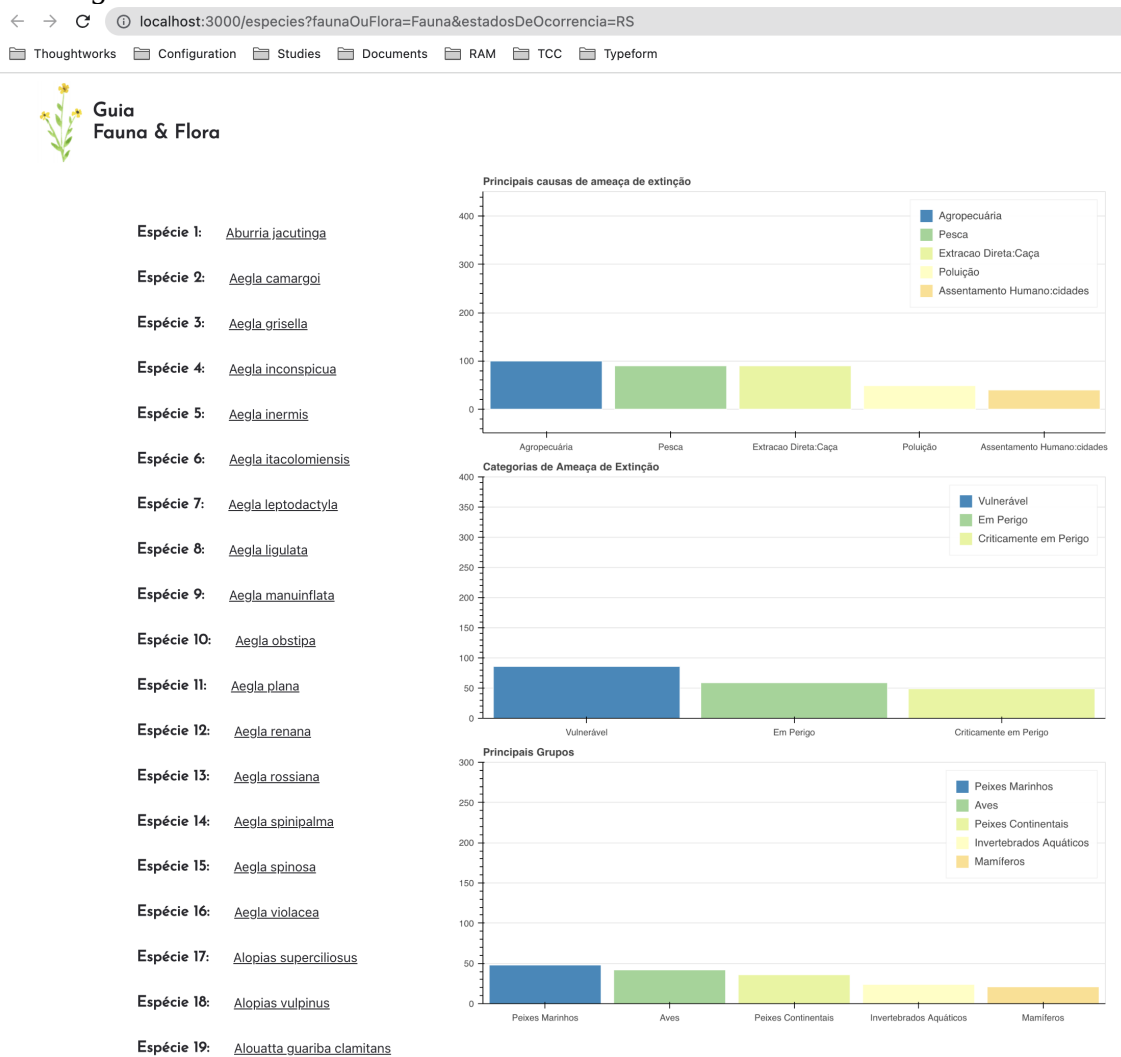 localhost:3000/especies?faunaOuFlora=Fauna&estadosDeOcorrencia=RS
Thoughtworks Configuration Studies Documents RAM TCC Typeform
Guia
Fauna & Flora
Espécie 1: Aburria jacutinga
Espécie 2: Aegla camargoi
Espécie 3: Aegla grisella
Espécie 4: Aegla inconspicua
Espécie 5: Aegla inermis
Espécie 6: Aegla itacolomiensis
Espécie 7: Aegla leptodactyla
Espécie 8: Aegla ligulata
Espécie 9: Aegla manuinflata
Espécie 10: Aegla obstipa
Espécie 11: Aegla plana
Espécie 12: Aegla renana
Espécie 13: Aegla rossiana
Espécie 14: Aegla spinipalma
Espécie 15: Aegla spinosa
Espécie 16: Aegla violacea
Espécie 17: Alopias superciliosus
Espécie 18: Alopias vulpinus
Espécie 19: Alouatta guariba clamitans
Principais causas de ameaça de extinção
400
300
200
100
0
Agropecuária
Pesca
Extracao Direta:Caça
Poluição
Assentamento Humano:cidades
Agropecuária Pesca Extracao Direta:Caça Poluição Assentamento Humano:cidades
Categorias de Ameaça de Extinção
400
350
300
250
200
150
100
50
0
Vulnerável
Em Perigo
Criticamente em Perigo
Vulnerável Em Perigo Criticamente em Perigo
Principais Grupos
300
250
200
150
100
50
0
Peixes Marinhos
Aves
Peixes Continentais
Invertebrados Aquáticos
Mamíferos
Peixes Marinhos Aves Peixes Continentais Invertebrados Aquáticos Mamíferos